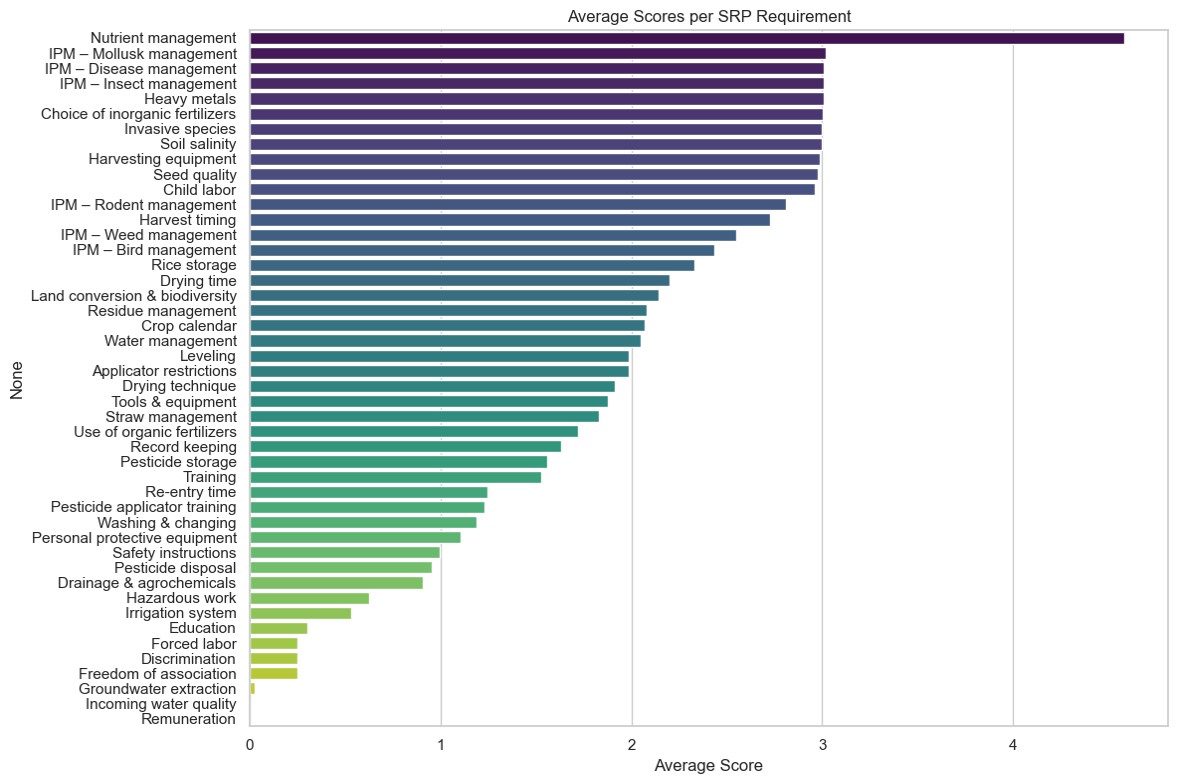 Average Scores per SRP Requirement
Nutrient management
IPM – Mollusk management
IPM – Disease management
IPM – Insect management
Heavy metals
Choice of inorganic fertilizers
Invasive species
Soil salinity
Harvesting equipment
Seed quality
Child labor
IPM – Rodent management
Harvest timing
IPM – Weed management
IPM – Bird management
Rice storage
Drying time
Land conversion & biodiversity
Residue management
Crop calendar
Water management
Leveling
Applicator restrictions
Drying technique
Tools & equipment
Straw management
Use of organic fertilizers
Record keeping
Pesticide storage
Training
Re-entry time
Pesticide applicator training
Washing & changing
Personal protective equipment
Safety instructions
Pesticide disposal
Drainage & agrochemicals
Hazardous work
Irrigation system
Education
Forced labor
Discrimination
Freedom of association
Groundwater extraction
Incoming water quality
Remuneration
None
0 1 2 3 4
Average Score